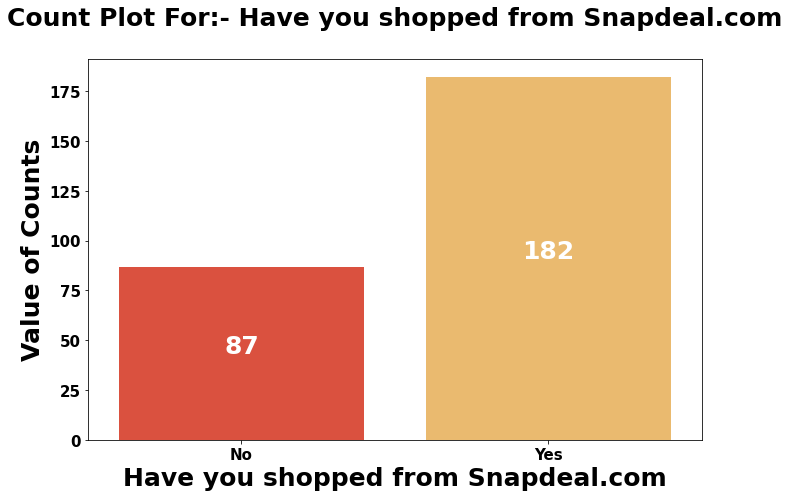 Count Plot For:- Have you shopped from Snapdeal.com
Value of Counts
175
150
125
100
75
50
25
0
87
182
No
Yes
Have you shopped from Snapdeal.com